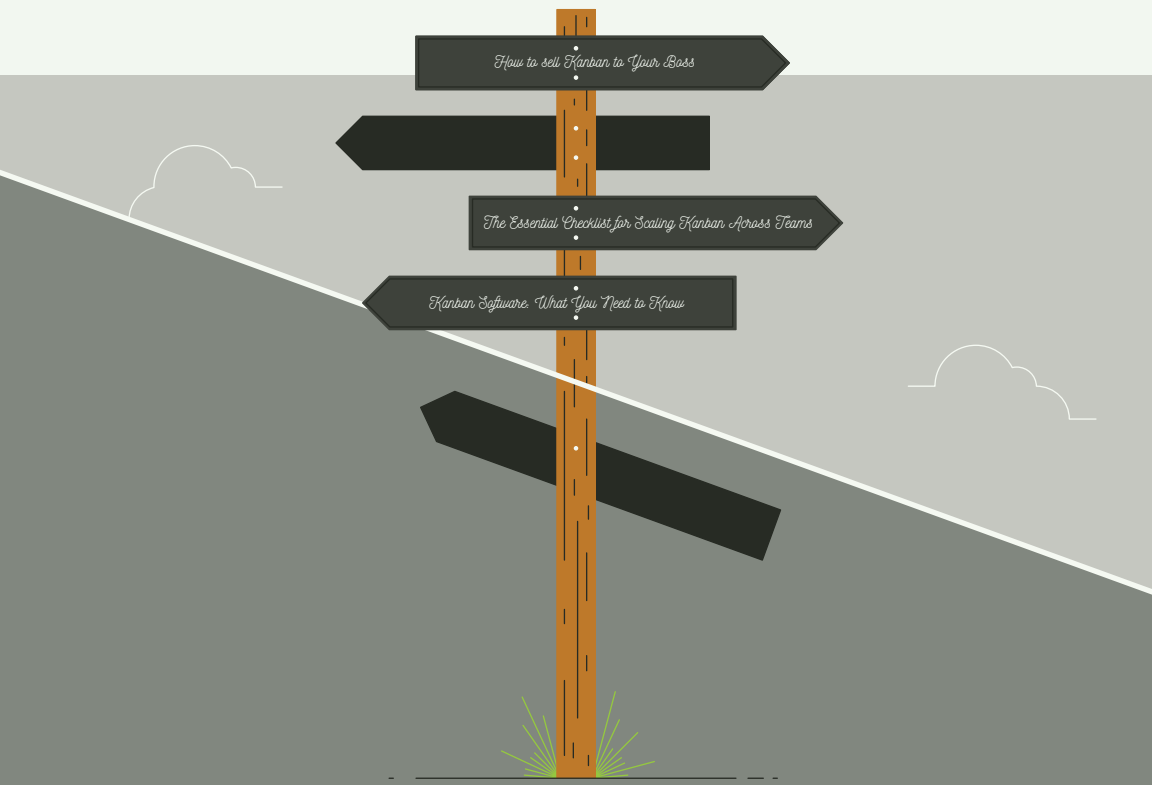 How to sell Kanban to Your Boss
The Essential Checklist for Scaling Kanban Across Teams
Kanban Software: What You Need to Know